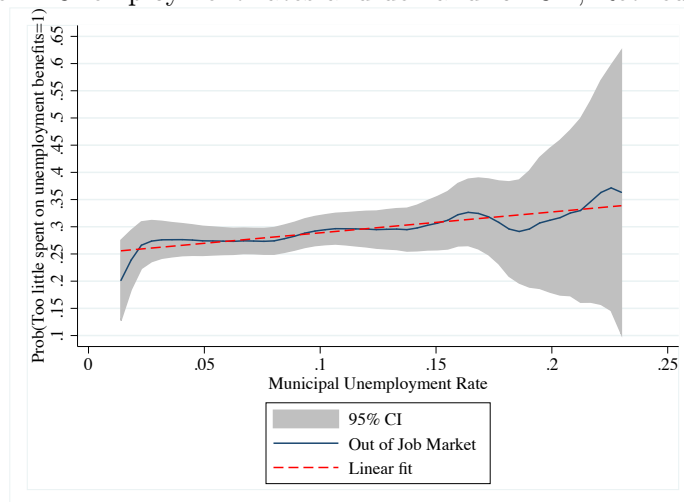 Prob(Too little spent on unemployment benefits=1)
.65
.6
.55
.5
.45
.4
.35
.3
.25
.2
.15
.1
0 .05 .1 .15 .2 .25
Municipal Unemployment Rate
95% CI
Out of Job Market
Linear fit